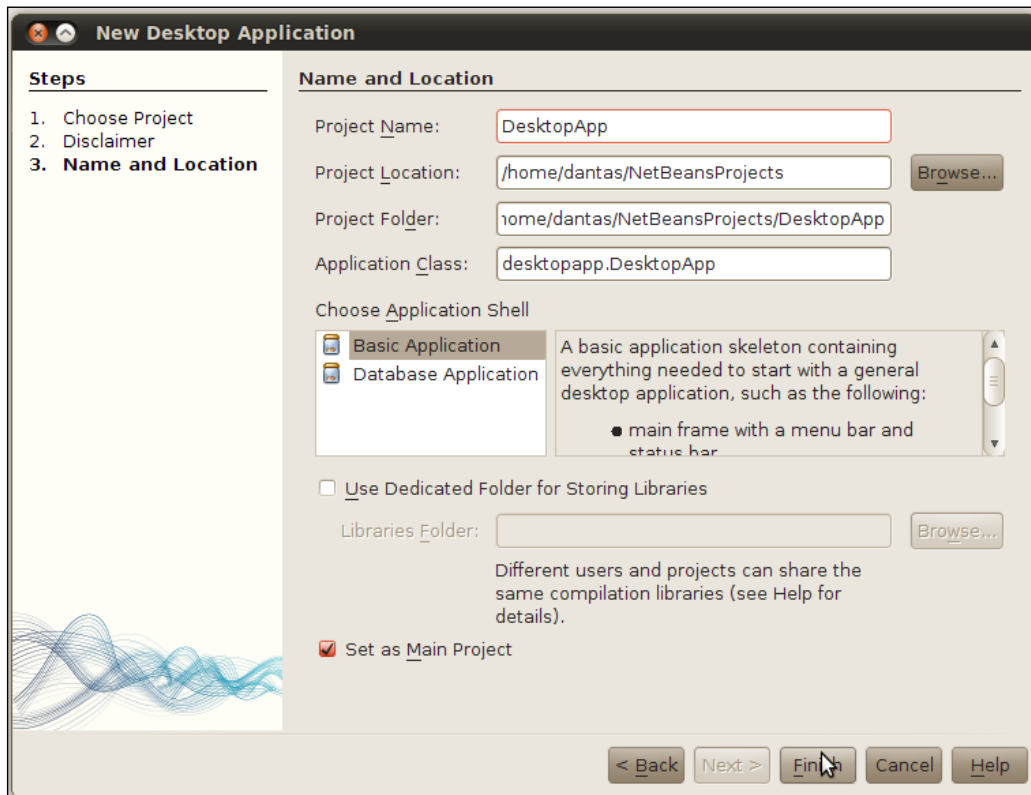 New Desktop Application
Steps
1. Choose Project
2. Disclaimer
3. Name and Location
Name and Location
Project Name: DesktopApp
Project Location: /home/dantas/NetBeansProjects Browse...
Project Folder: home/dantas/NetBeansProjects/DesktopApp
Application Class: desktopapp.DesktopApp
Choose Application Shell
Basic Application
Database Application
A basic application skeleton containing
everything needed to start with a general
desktop application, such as the following:
● main frame with a menu bar and
status bar
Use Dedicated Folder for Storing Libraries
Libraries Folder: Browse...
Different users and projects can share the
same compilation libraries (see Help for
details).
Set as Main Project
< Back Next > Finish Cancel Help